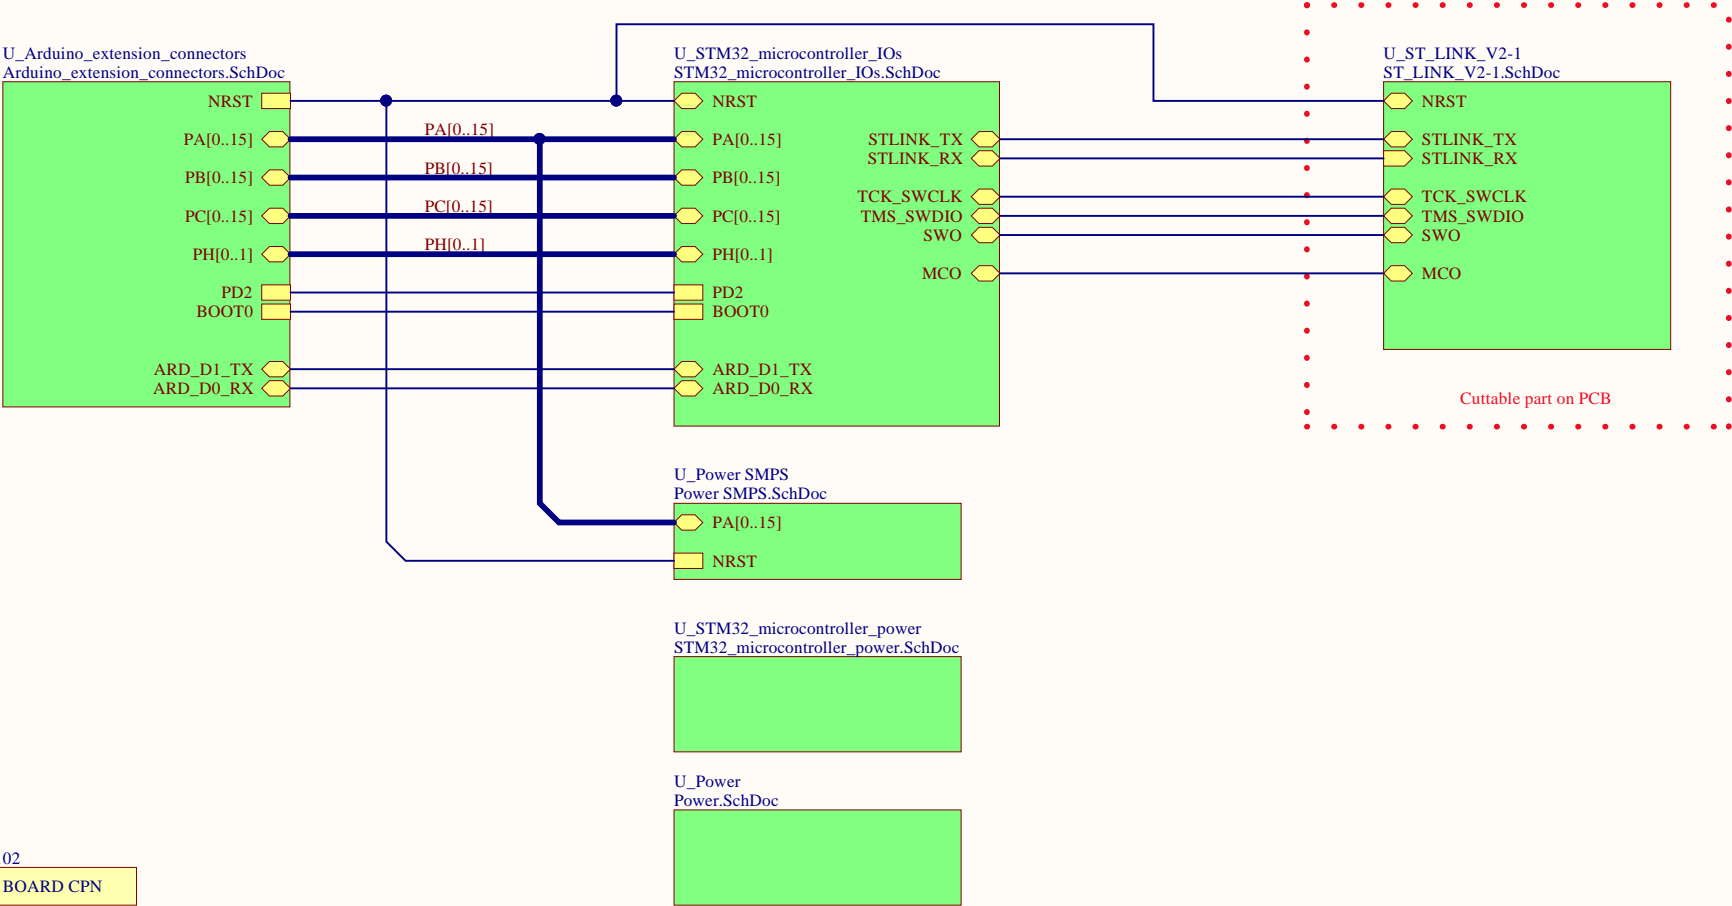 U_Arduino_extension_connectors
Arduino_extension_connectors.SchDoc
NRST
PA[0..15]
PB[0..15]
PC[0..15]
PH[0..1]
PD2
BOOT0
ARD_D1_TX
ARD_D0_RX
PA[0..15]
PB[0..15]
PC[0..15]
PH[0..1]
U_STM32_microcontroller_IOs
STM32_microcontroller_IOs.SchDoc
NRST
PA[0..15]
PB[0..15]
PC[0..15]
PH[0..1]
PD2
BOOT0
ARD_D1_TX
ARD_D0_RX
STLINK_TX
STLINK_RX
TCK_SWCLK
TMS_SWDIO
SWO
MCO
U_ST_LINK_V2-1
ST_LINK_V2-1.SchDoc
NRST
STLINK_TX
STLINK_RX
TCK_SWCLK
TMS_SWDIO
SWO
MCO
Cuttable part on PCB
U_Power SMPS
Power SMPS.SchDoc
PA[0..15]
NRST
U_STM32_microcontroller_power
STM32_microcontroller_power.SchDoc
U_Power
Power.SchDoc
02
BOARD CPN